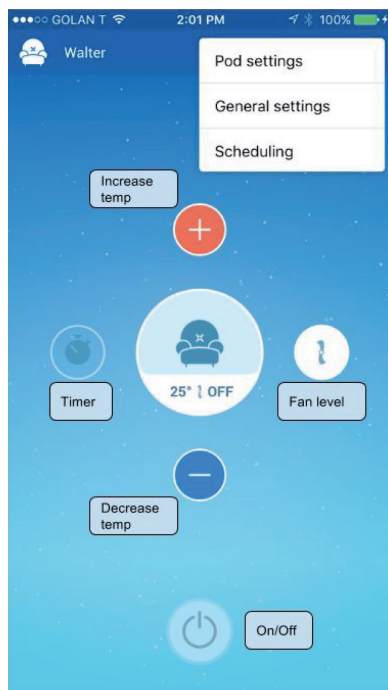 GOLAN T 2:01 PM 100%
Walter
Pod settings
General settings
Scheduling
Increase
temp
25° OFF
Timer
Fan level
Decrease
temp
On/Off